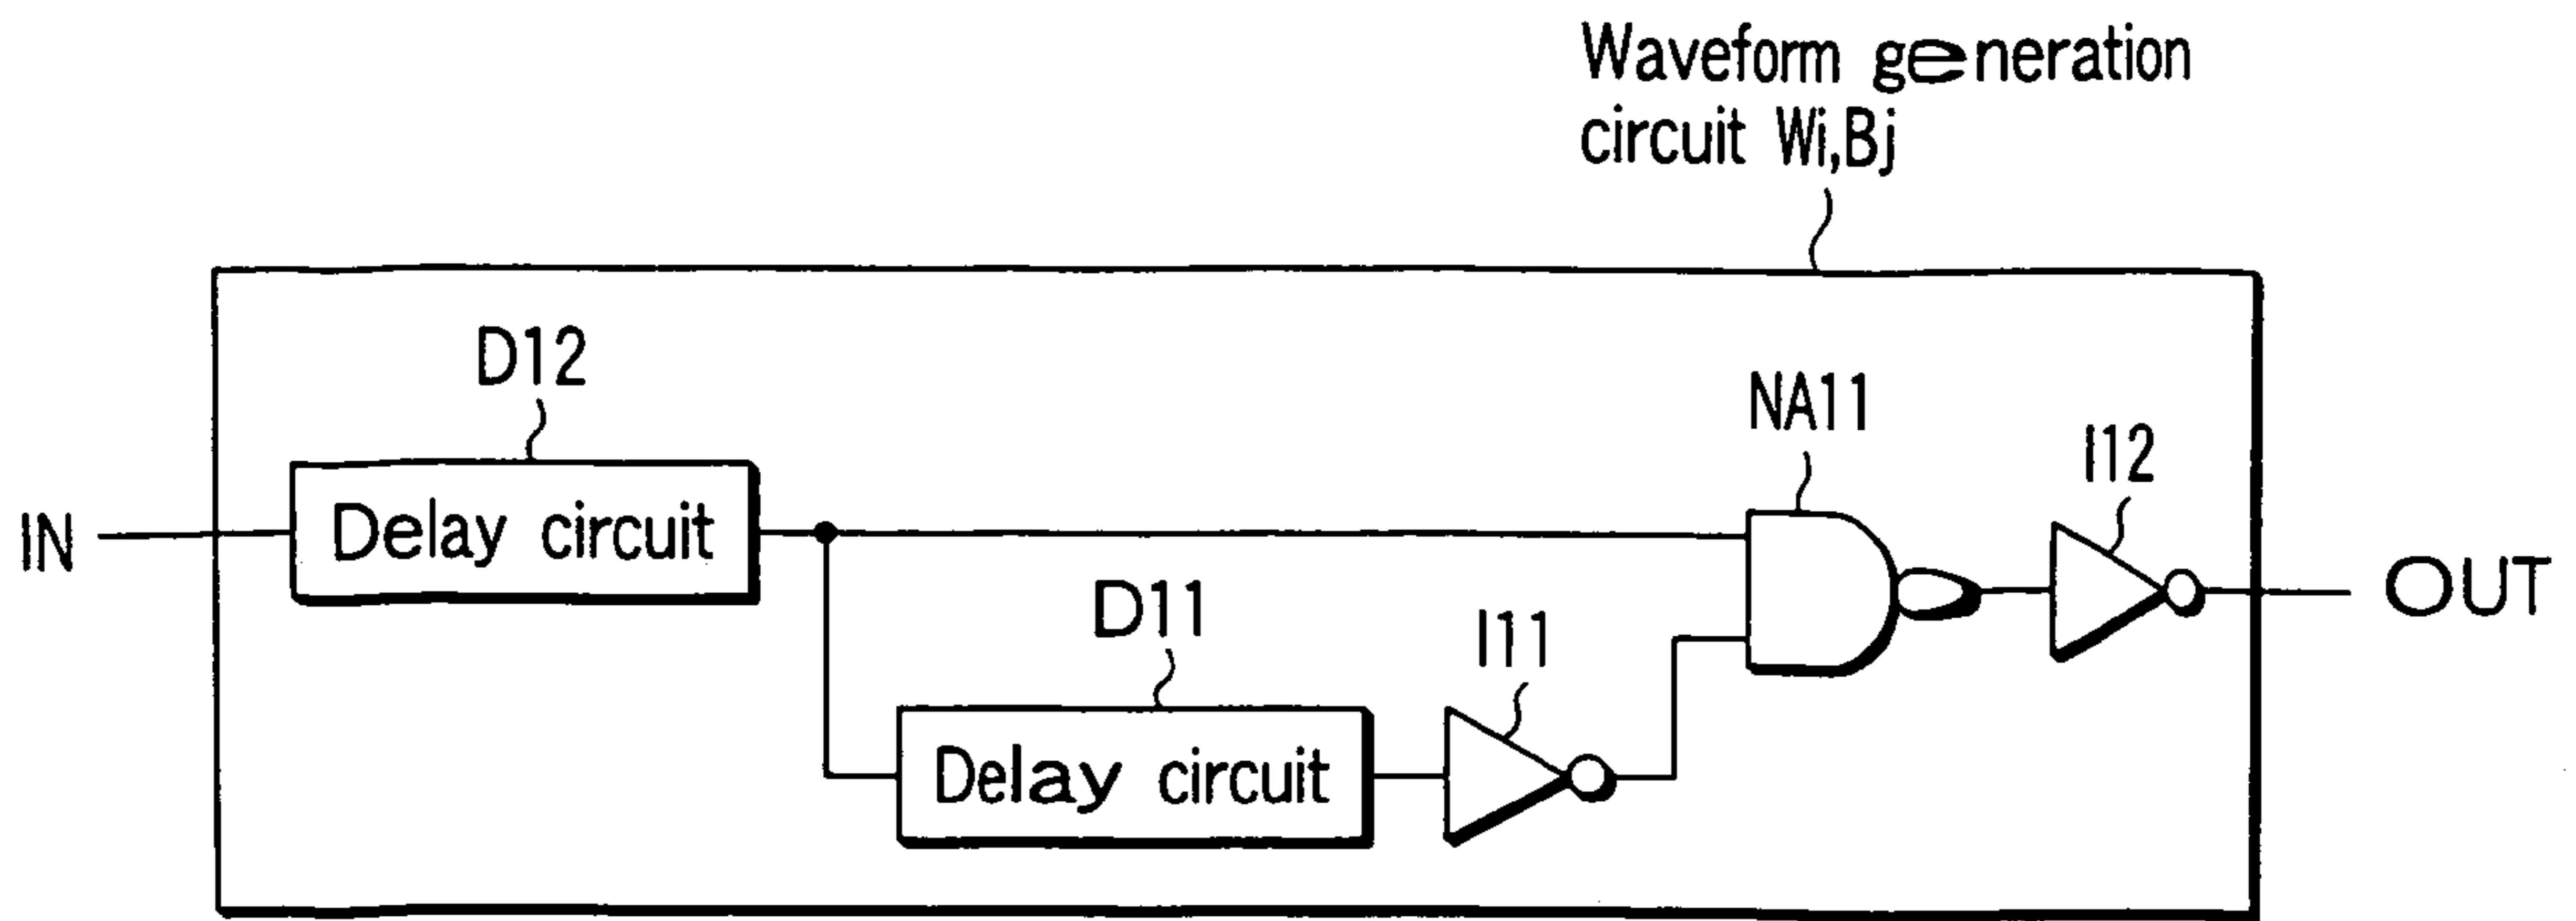 Waveform generation
circuit Wi,Bj
D12
NA11
I12
IN
Delay circuit
OUT
D11
I11
Delay circuit